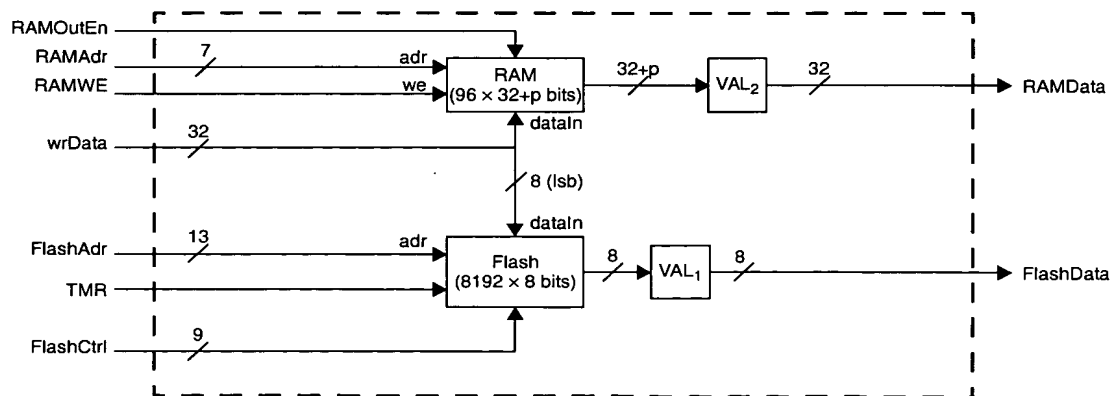 RAMOutEn
RAMAdr 7 adr
RAMWE we
RAM
(96 × 32+p bits)
32+p
VAL2
32
RAMData
dataIn
wrData 32
8 (lsb)
dataIn
FlashAdr 13 adr
Flash
(8192 × 8 bits)
8
VAL1
8
FlashData
TMR
FlashCtrl 9